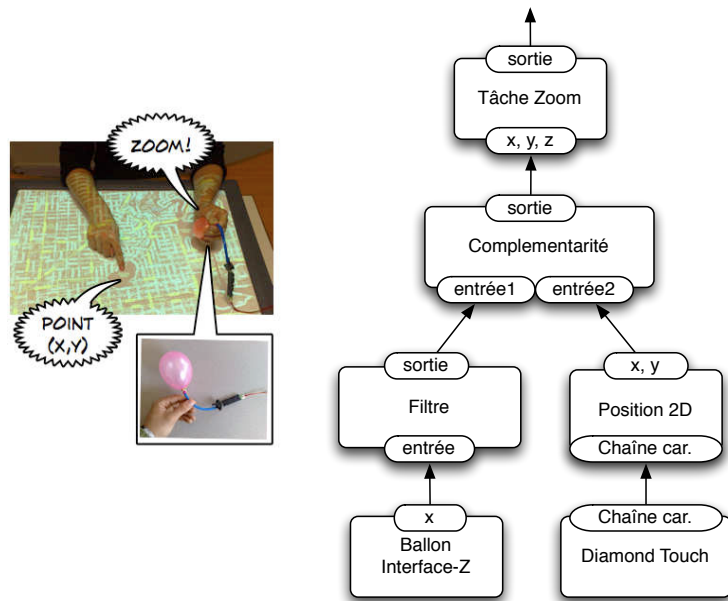 ZOOM!
POINT
(X,Y)
sortie
Tâche Zoom
x, y, z
sortie
Complementarité
entrée1
entrée2
sortie
Filtre
entrée
x, y
Position 2D
Chaîne car.
x
Ballon
Interface-Z
Chaîne car.
Diamond Touch